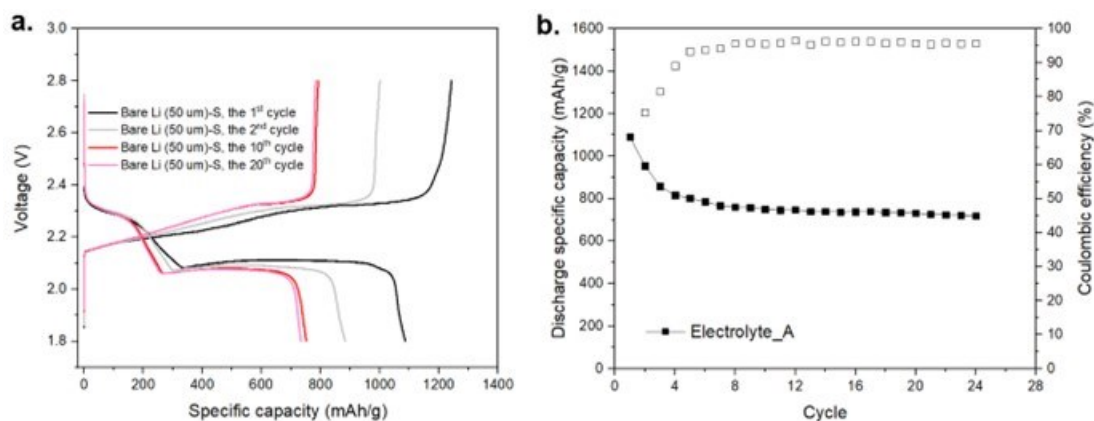 a.
3.0
2.8
2.6
2.4
2.2
2.0
1.8
Voltage (V)
Bare Li (50 um)-S, the 1st cycle
Bare Li (50 um)-S, the 2nd cycle
Bare Li (50 um)-S, the 10th cycle
Bare Li (50 um)-S, the 20th cycle
0 200 400 600 800 1000 1200 1400
Specific capacity (mAh/g)
b.
1600
1400
1200
1000
800
600
400
200
0
Discharge specific capacity (mAh/g)
Electrolyte_A
0 4 8 12 16 20 24 28
Cycle
100
90
80
70
60
50
40
30
20
10
0
Coulombic efficiency (%)